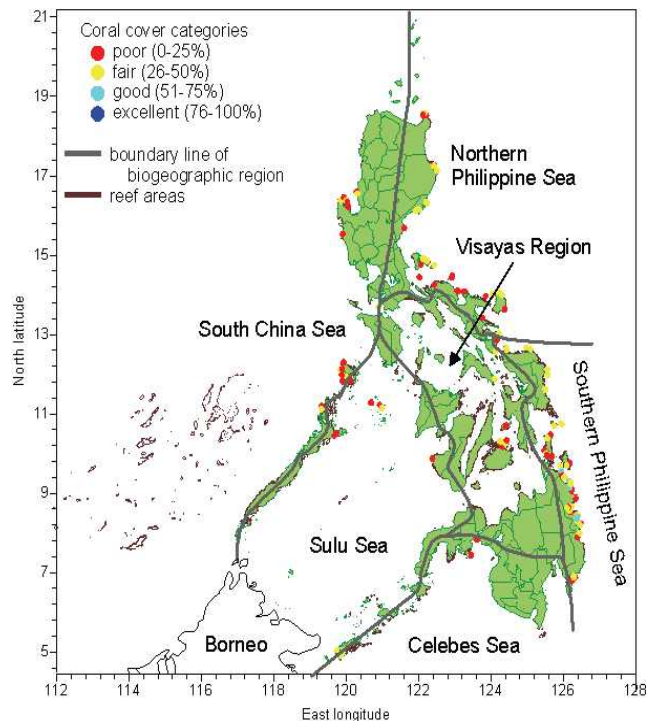 Coral cover categories
poor (0-25%)
fair (26-50%)
good (51-75%)
excellent (76-100%)
boundary line of
biogeographic region
reef areas
Northern
Philippine Sea
Visayas Region
South China Sea
Southern Philippine Sea
Sulu Sea
Borneo
Celebes Sea
North latitude
21
19
17
15
13
11
9
7
5
112
114
116
118
120
122
124
126
128
East longitude